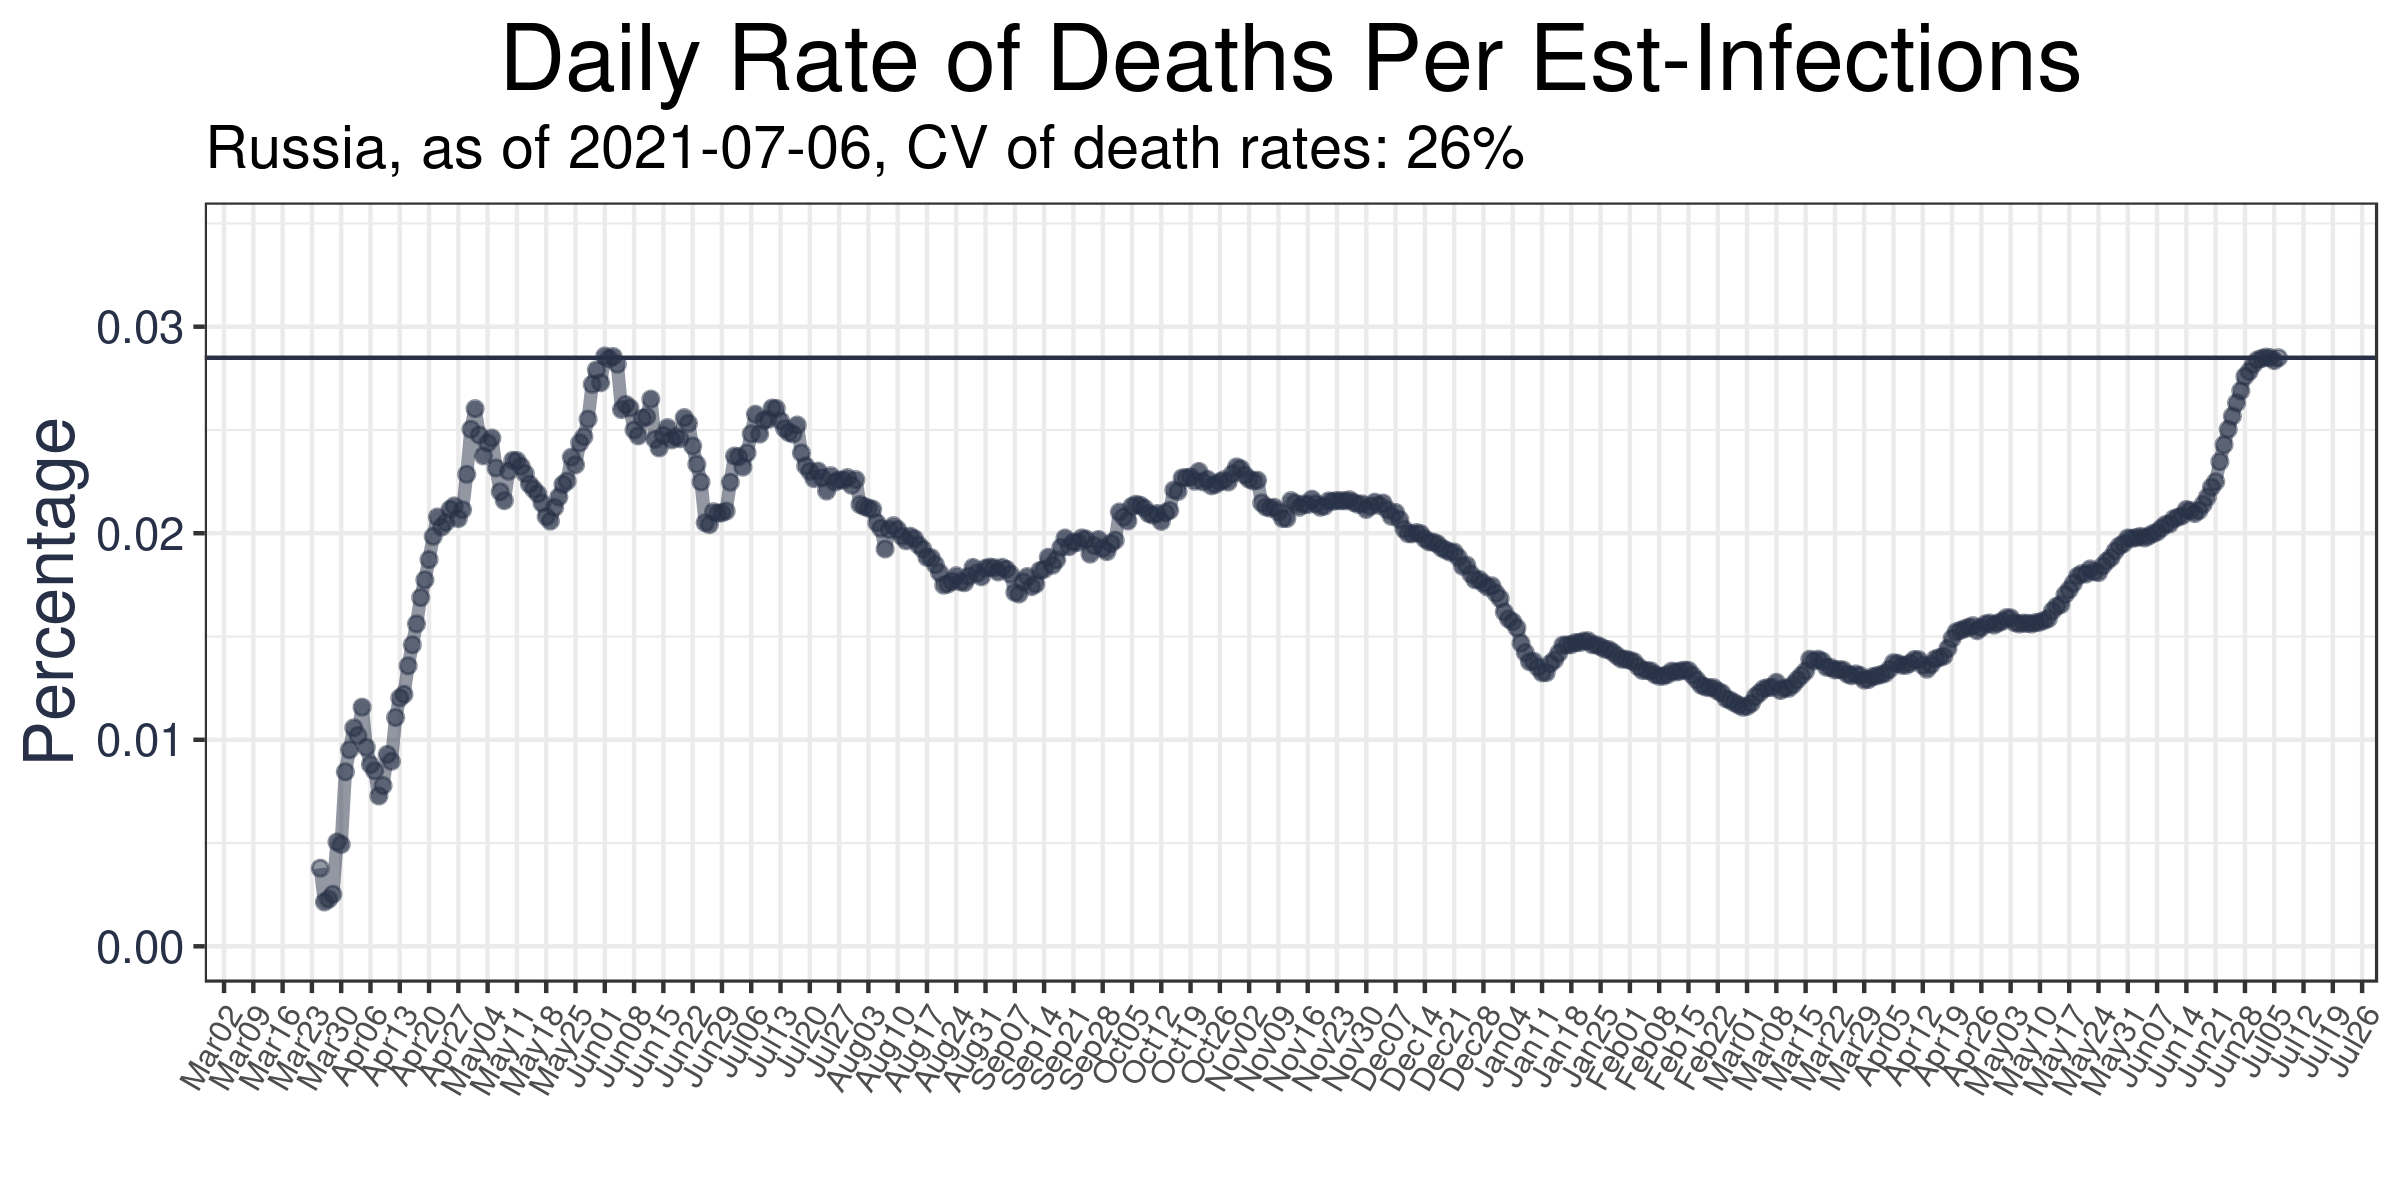 Daily Rate of Deaths Per Est-Infections
Russia, as of 2021-07-06, CV of death rates: 26%
Percentage
0.03
0.02
0.01
0.00
Mar02
Mar09
Mar16
Mar23
Mar30
Apr06
Apr13
Apr20
Apr27
May04
May11
May18
May25
Jun01
Jun08
Jun15
Jun22
Jun29
Jul06
Jul13
Jul20
Jul27
Aug03
Aug10
Aug17
Aug24
Aug31
Sep07
Sep14
Sep21
Sep28
Oct05
Oct12
Oct19
Oct26
Nov02
Nov09
Nov16
Nov23
Nov30
Dec07
Dec14
Dec21
Dec28
Jan04
Jan11
Jan18
Jan25
Feb01
Feb08
Feb15
Feb22
Mar01
Mar08
Mar15
Mar22
Mar29
Apr05
Apr12
Apr19
Apr26
May03
May10
May17
May24
May31
Jun07
Jun14
Jun21
Jun28
Jul05
Jul12
Jul19
Jul26